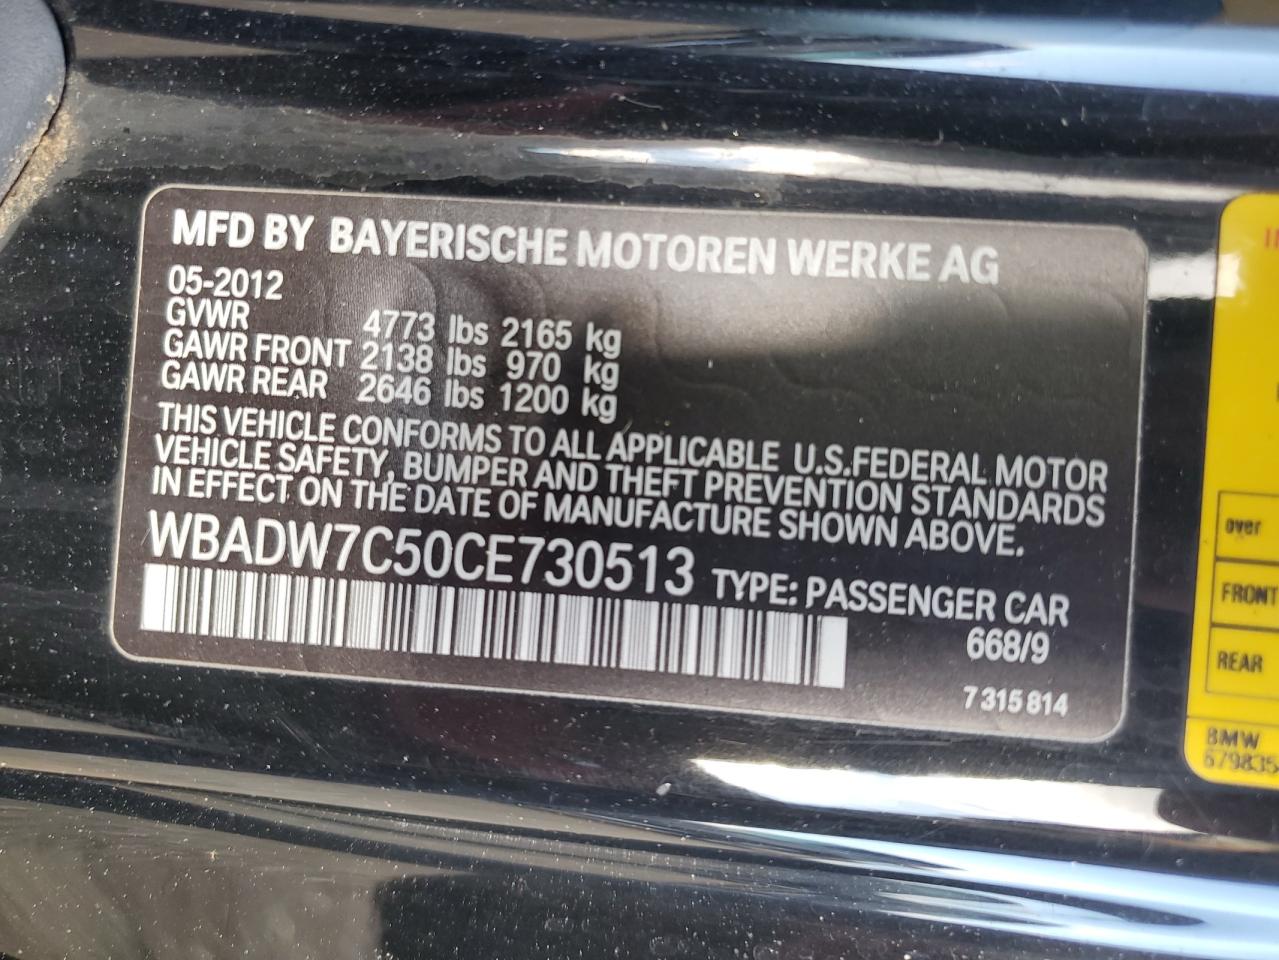 MFD BY BAYERISCHE MOTOREN WERKE AG
05-2012
GVWR 4773 lbs 2165 kg
GAWR FRONT 2138 lbs 970 kg
GAWR REAR 2646 lbs 1200 kg
THIS VEHICLE CONFORMS TO ALL APPLICABLE U.S.FEDERAL MOTOR
VEHICLE SAFETY, BUMPER AND THEFT PREVENTION STANDARDS
IN EFFECT ON THE DATE OF MANUFACTURE SHOWN ABOVE.
WBADW7C50CE730513 TYPE: PASSENGER CAR
668/9
7 315 814
over
FRONT
REAR
BMW